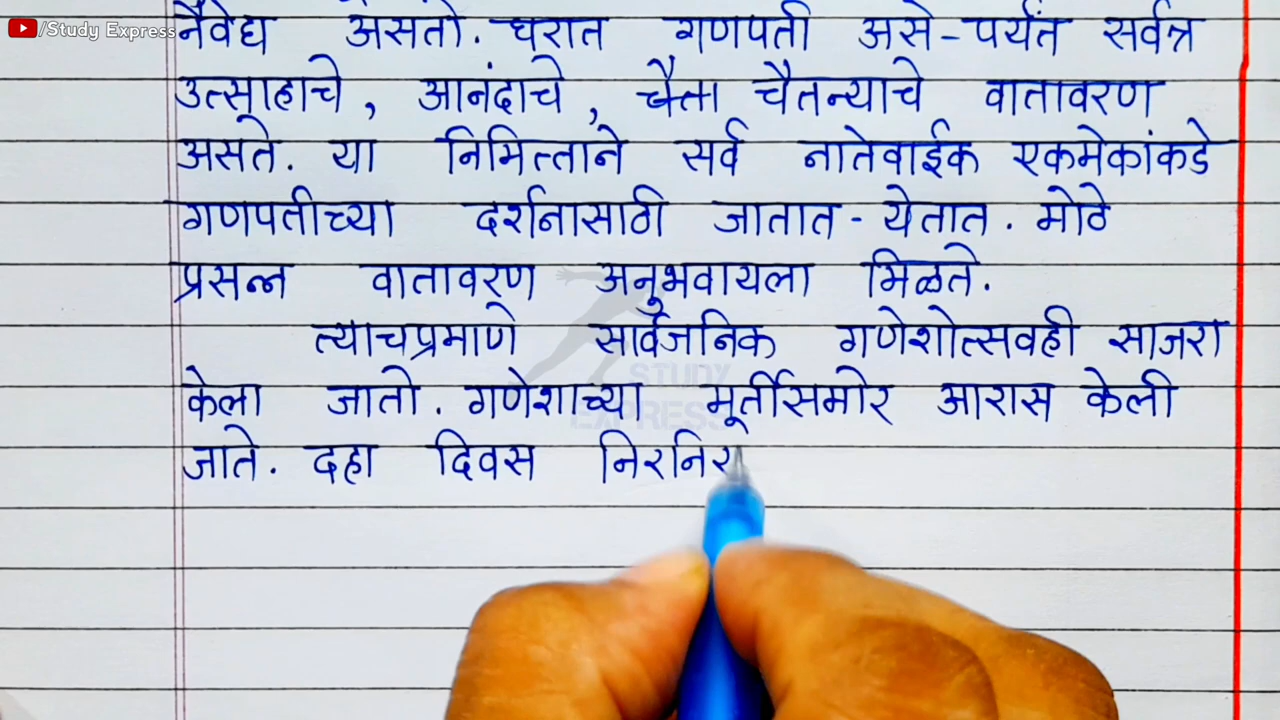 /Study Express
नैवेद्य असतो. घरात गणपती असे-पर्यंत सर्वत्र
उत्साहाचे, आनंदाचे, चैता चैतन्याचे वातावरण
असते. या निमित्ताने सर्व नातेवाईक एकमेकांकडे
गणपतीच्या दर्शनासाठी जातात - येतात. मोठे
प्रसन्न वातावरण अनुभवायला मिळते.
त्याचप्रमाणे सार्वजनिक गणेशोत्सवही साजरा
केला जातो. गणेशाच्या मूर्तीसमोर आरास केली
जाते. दहा दिवस निरनिर
STUDY
EXPRESS